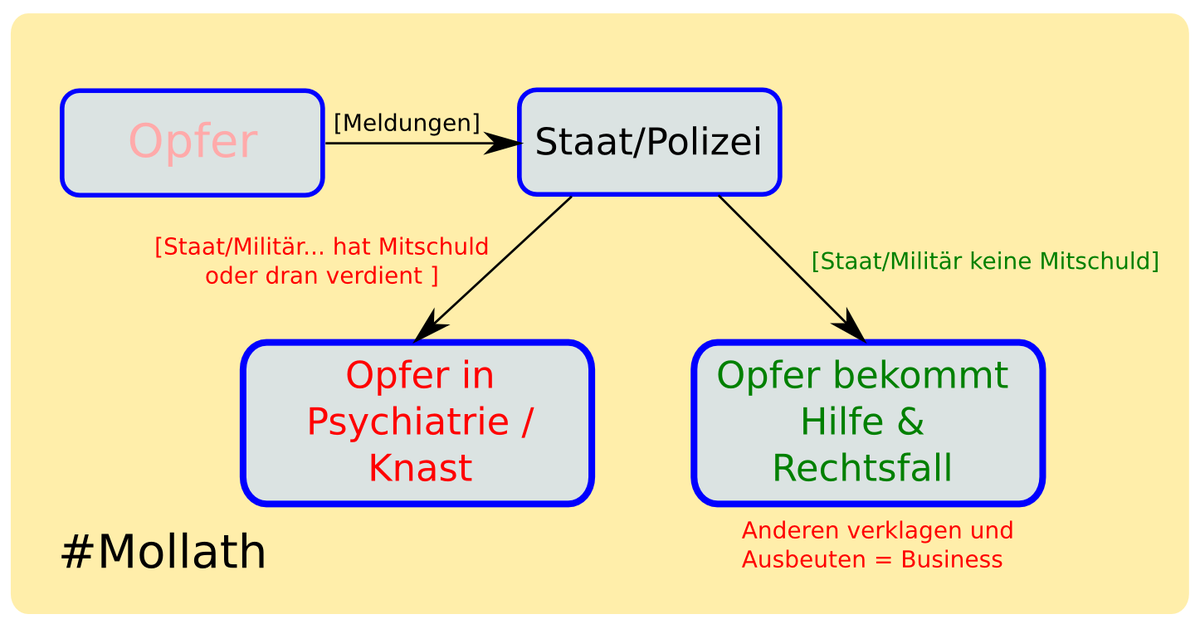 Opfer
[Meldungen]
Staat/Polizei
[Staat/Militär... hat Mitschuld
oder dran verdient ]
[Staat/Militär keine Mitschuld]
Opfer in
Psychiatrie /
Knast
Opfer bekommt
Hilfe &
Rechtsfall
Anderen verklagen und
Ausbeuten = Business
#Mollath